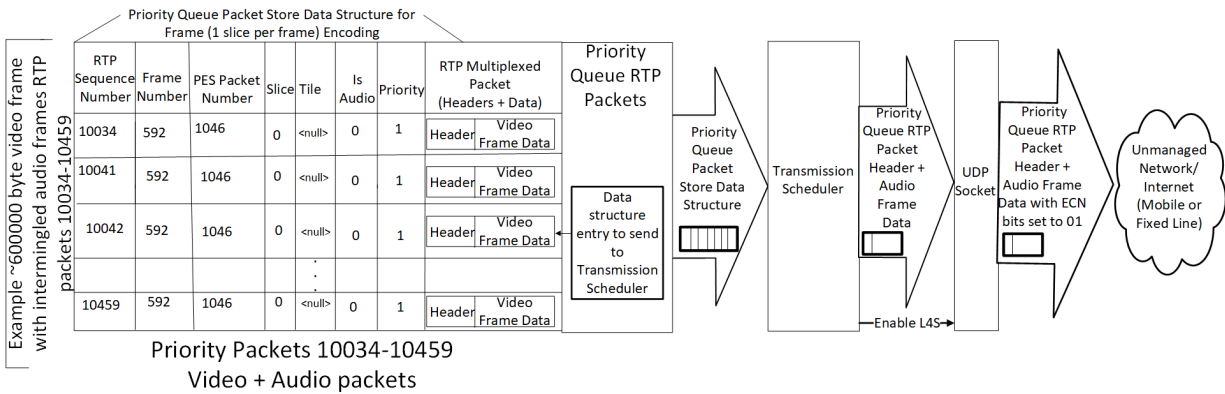 Priority Queue Packet Store Data Structure for
Frame (1 slice per frame) Encoding
Example ~600000 byte video frame
with intermingled audio frames RTP
packets 10034-10459
RTP
Sequence
Number
Frame
Number
PES Packet
Number
Slice
Tile
Is
Audio
Priority
RTP Multiplexed
Packet
(Headers + Data)
10034
592
1046
0
<null>
0
1
Header
Video
Frame Data
10041
592
1046
0
<null>
0
1
Header
Video
Frame Data
10042
592
1046
0
<null>
0
1
Header
Video
Frame Data
.
.
.
10459
592
1046
0
<null>
0
1
Header
Video
Frame Data
Priority Packets 10034-10459
Video + Audio packets
Priority
Queue RTP
Packets
Data
structure
entry to send
to
Transmission
Scheduler
Priority
Queue
Packet
Store Data
Structure
Transmission
Scheduler
Priority
Queue RTP
Packet
Header +
Audio
Frame
Data
Enable L4S
UDP
Socket
Priority
Queue RTP
Packet
Header +
Audio Frame
Data with ECN
bits set to 01
Unmanaged
Network/
Internet
(Mobile or
Fixed Line)